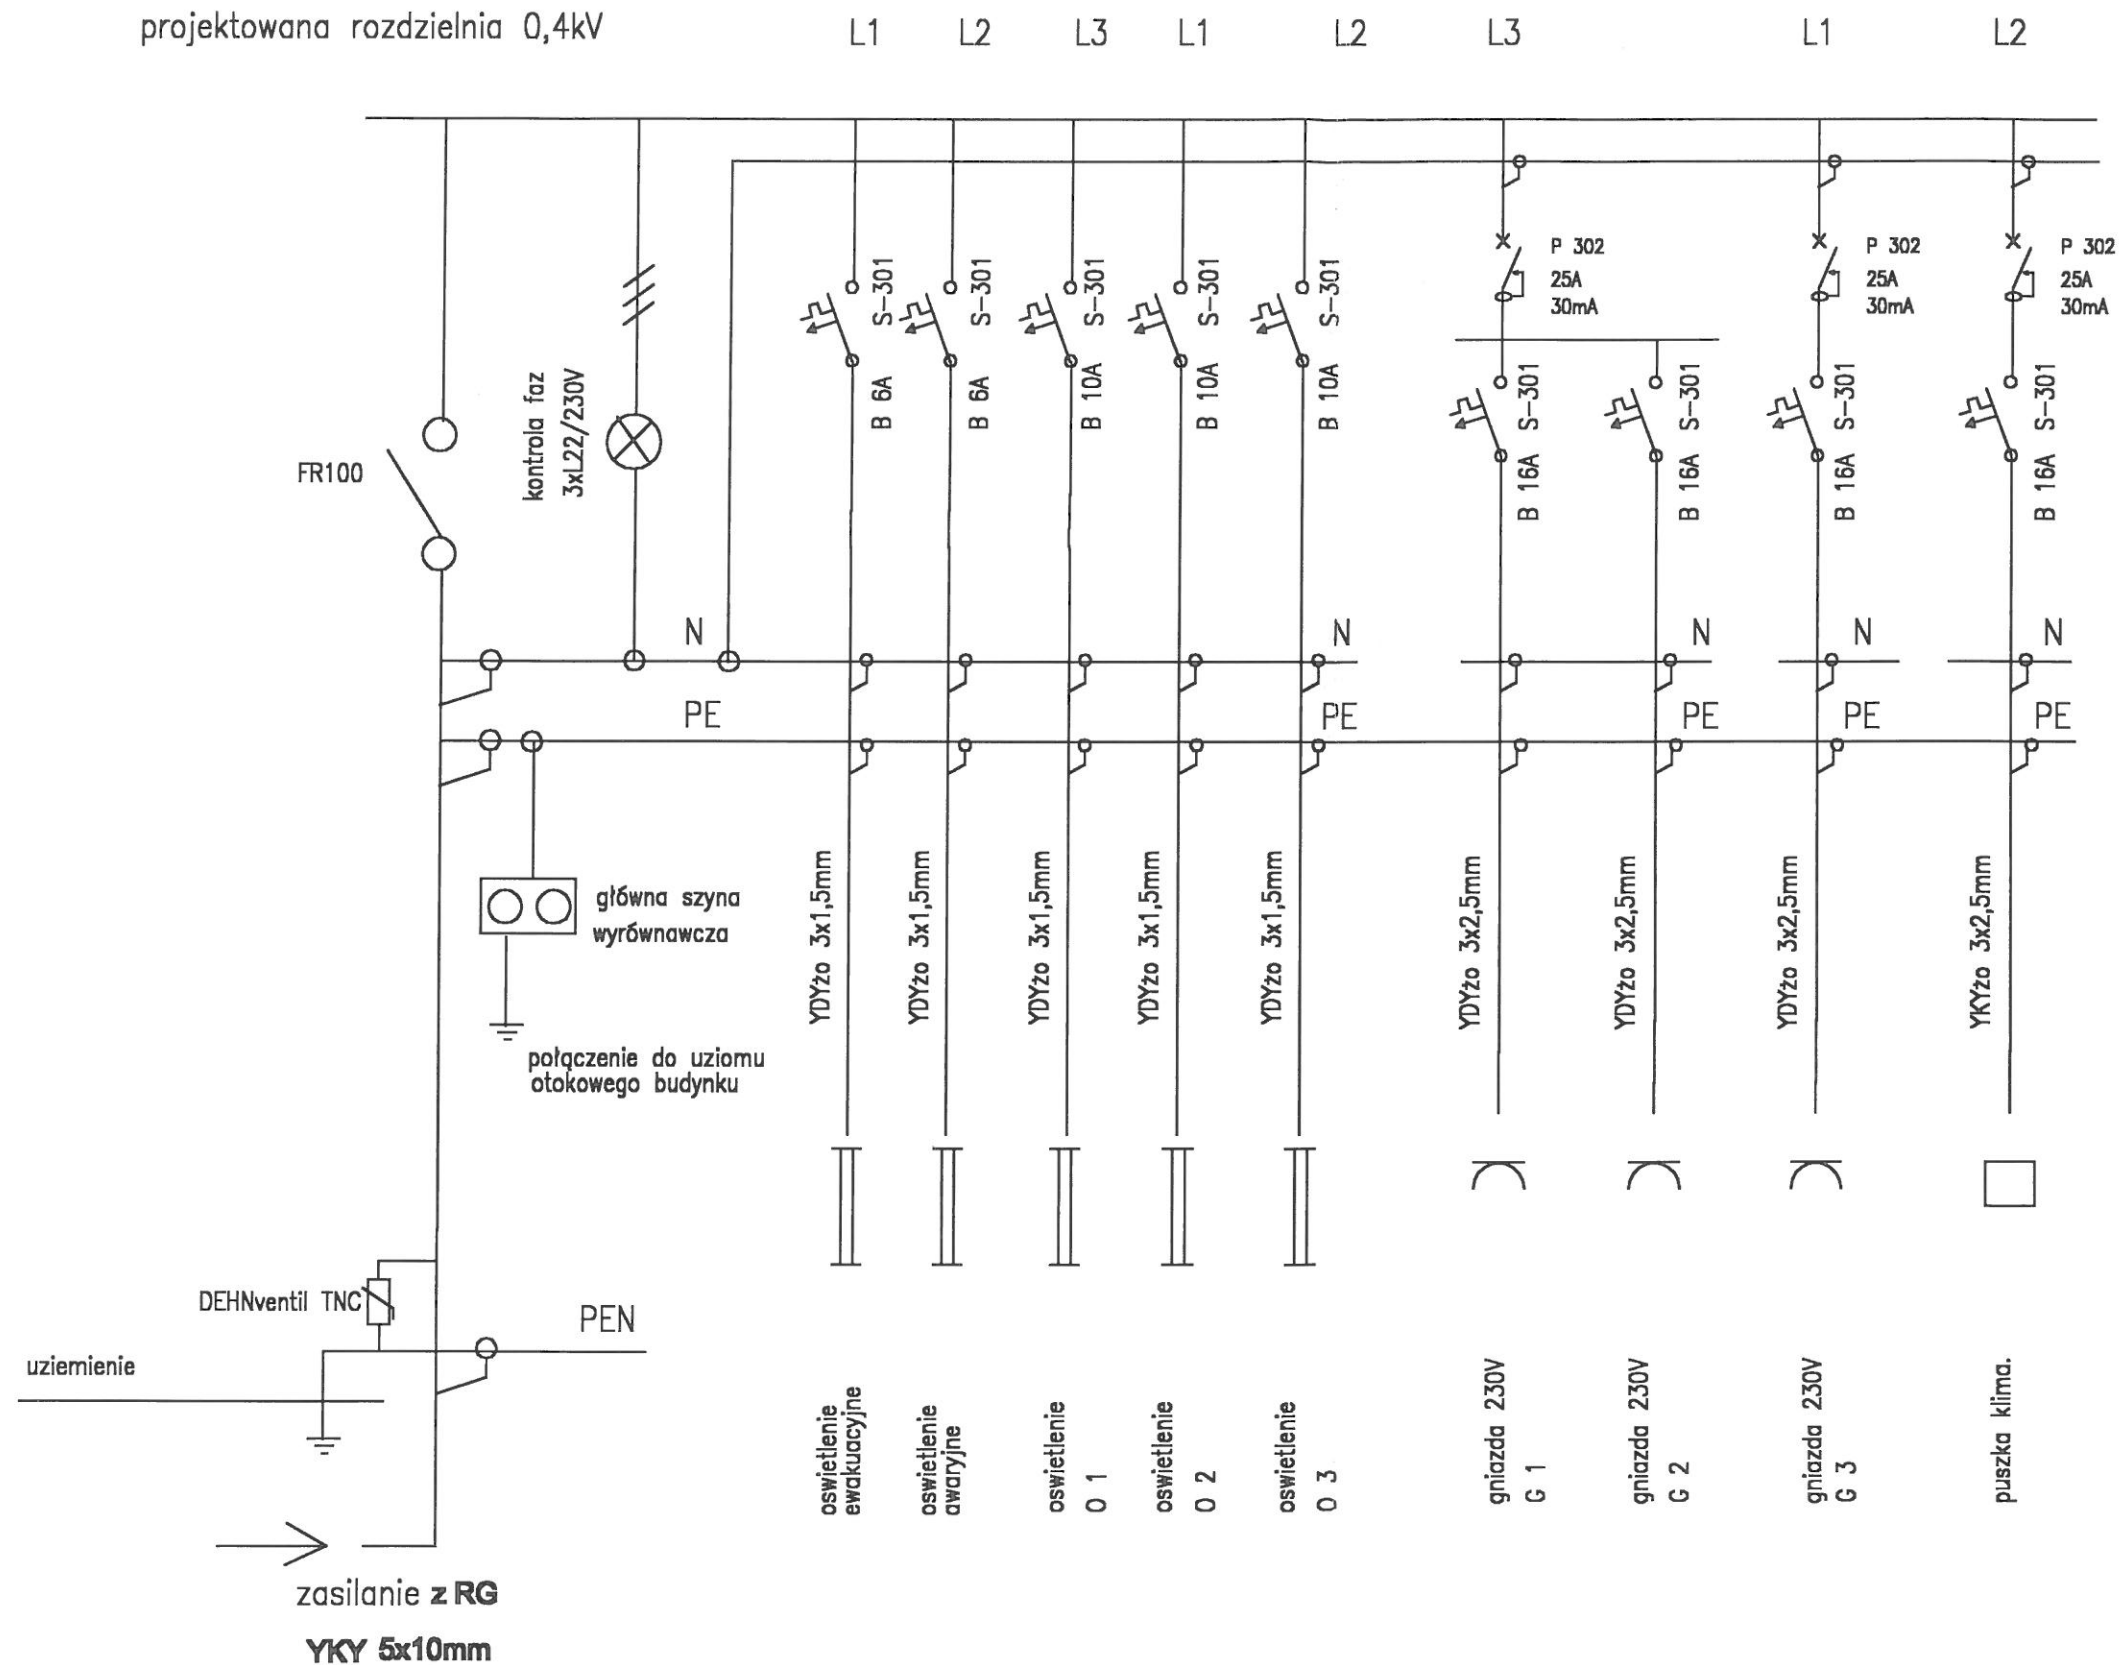 projektowana rozdzielnia 0,4kV
L1
L2
L3
L1
L2
L3
L1
L2
P 302
25A
30mA
P 302
25A
30mA
P 302
25A
30mA
S-301
B 6A
S-301
B 6A
S-301
B 10A
S-301
B 10A
S-301
B 10A
S-301
B 16A
S-301
B 16A
S-301
B 16A
S-301
B 16A
FR100
kontrola faz
3xL22/230V
N
N
N
N
N
PE
PE
PE
PE
PE
główna szyna
wyrównawcza
połączenie do uziomu
otokowego budynku
YDYżo 3x1,5mm
YDYżo 3x1,5mm
YDYżo 3x1,5mm
YDYżo 3x1,5mm
YDYżo 3x1,5mm
YDYżo 3x2,5mm
YDYżo 3x2,5mm
YDYżo 3x2,5mm
YKYżo 3x2,5mm
DEHNventil TNC
PEN
uziemienie
oswietlenie
ewakuacyjne
oswietlenie
awaryjne
oswietlenie
O 1
oswietlenie
O 2
oswietlenie
O 3
gniazda 230V
G 1
gniazda 230V
G 2
gniazda 230V
G 3
puszka klima.
zasilanie z RG
YKY 5x10mm